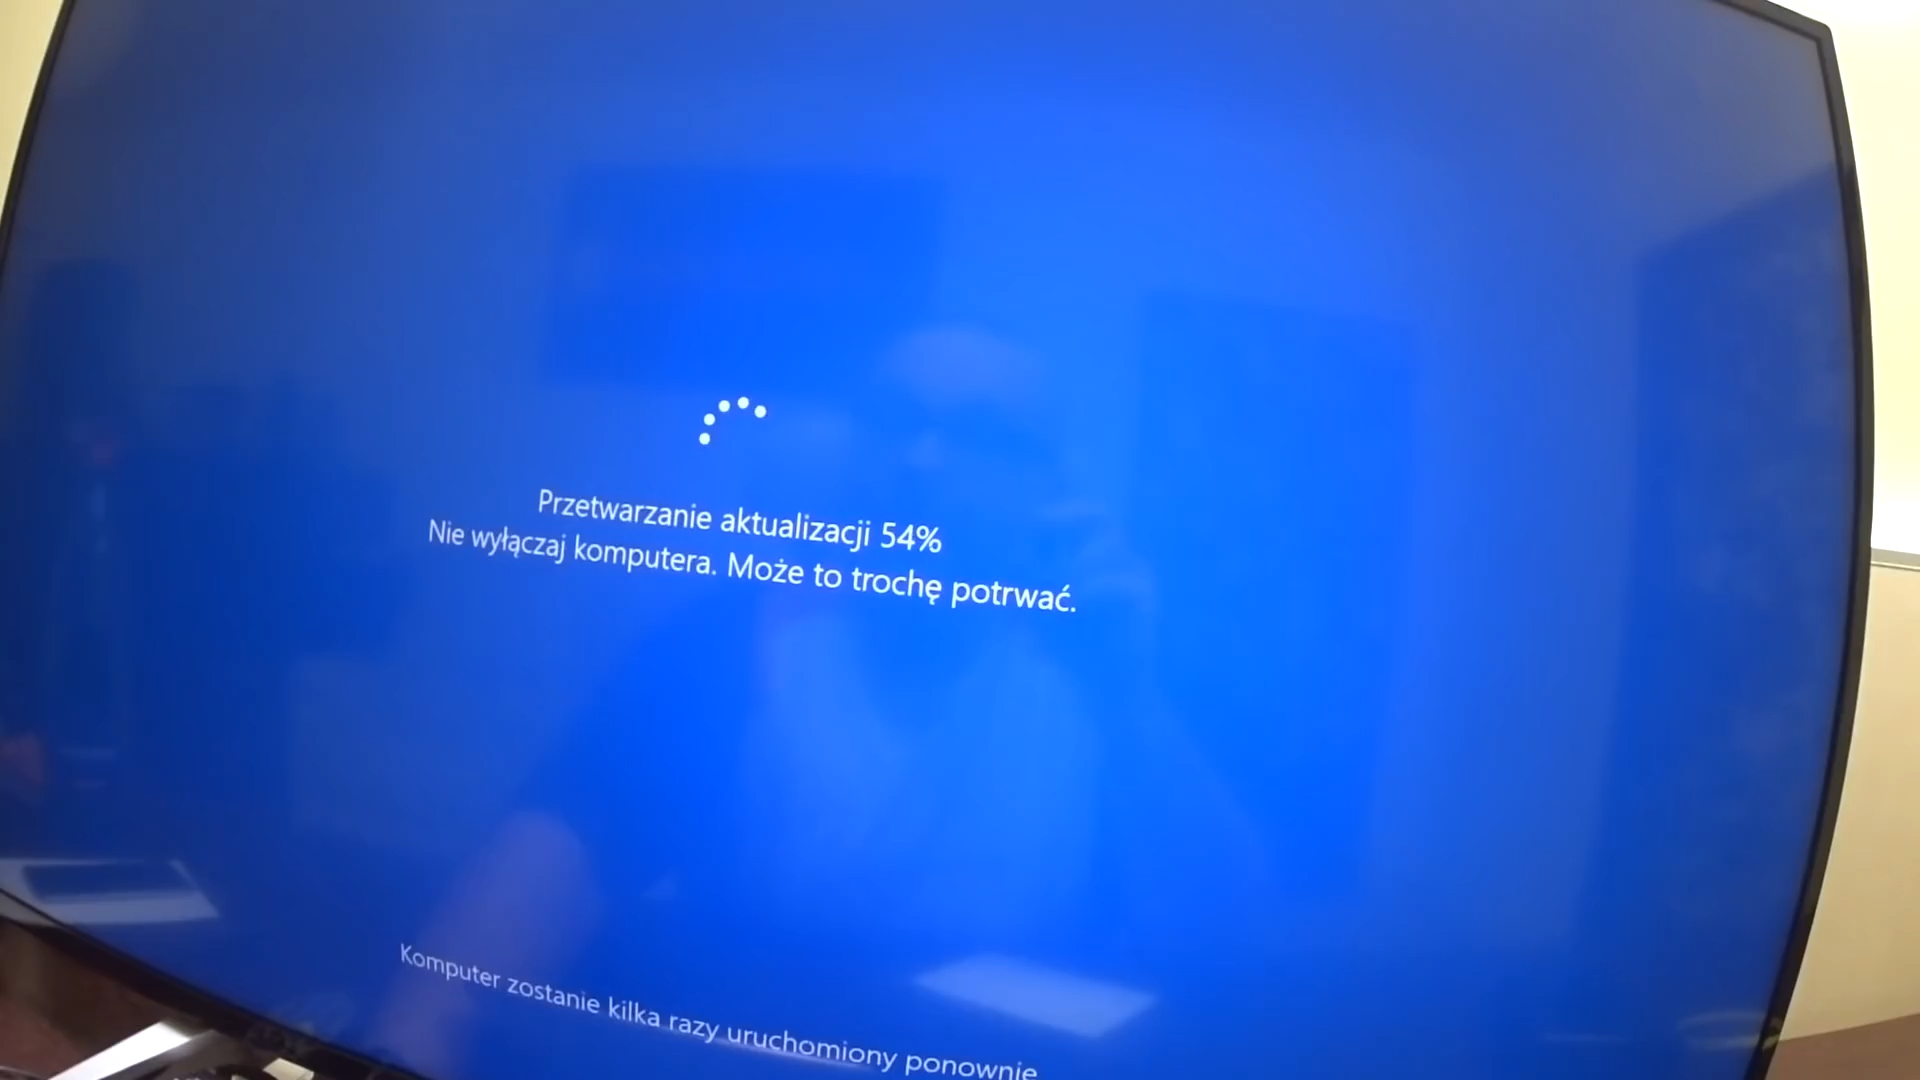 Przetwarzanie aktualizacji 54%
Nie wyłączaj komputera. Może to trochę potrwać.
Komputer zostanie kilka razy uruchomiony ponownie